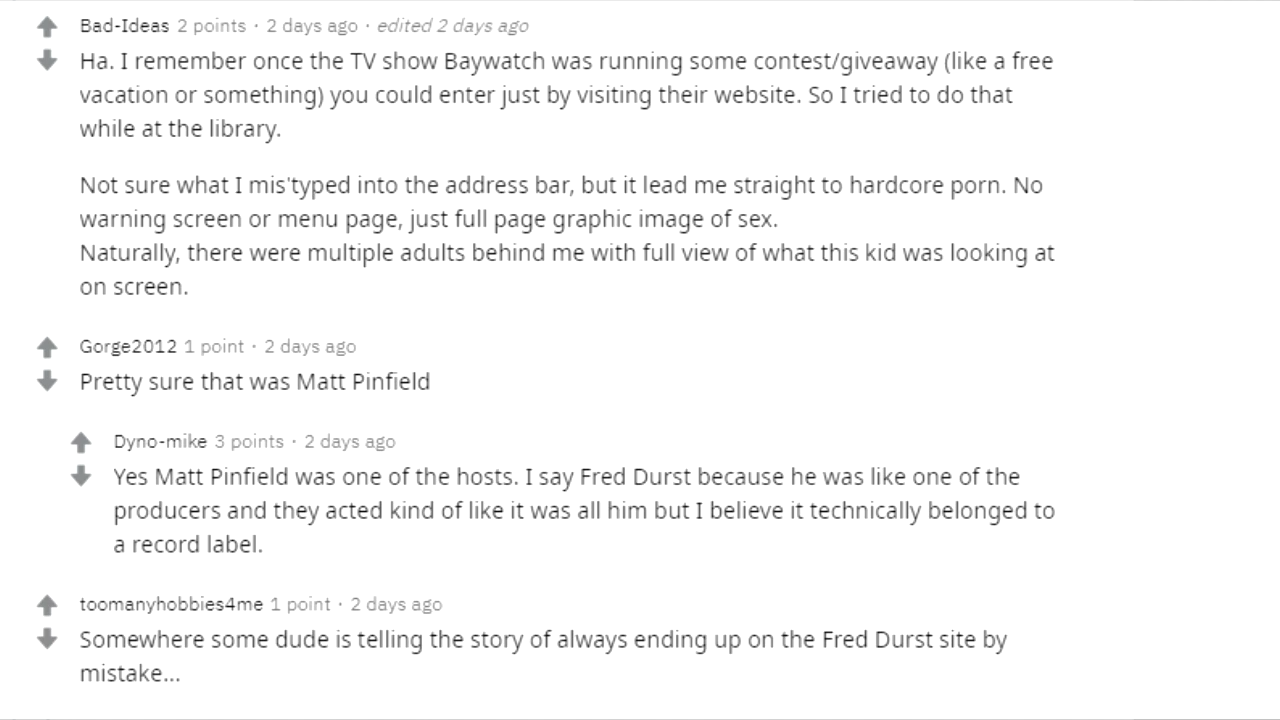 Bad-Ideas 2 points · 2 days ago · edited 2 days ago
Ha. I remember once the TV show Baywatch was running some contest/giveaway (like a free
vacation or something) you could enter just by visiting their website. So I tried to do that
while at the library.
Not sure what I mis'typed into the address bar, but it lead me straight to hardcore porn. No
warning screen or menu page, just full page graphic image of sex.
Naturally, there were multiple adults behind me with full view of what this kid was looking at
on screen.
Gorge2012 1 point · 2 days ago
Pretty sure that was Matt Pinfield
Dyno-mike 3 points · 2 days ago
Yes Matt Pinfield was one of the hosts. I say Fred Durst because he was like one of the
producers and they acted kind of like it was all him but I believe it technically belonged to
a record label.
toomanyhobbies4me 1 point · 2 days ago
Somewhere some dude is telling the story of always ending up on the Fred Durst site by
mistake...